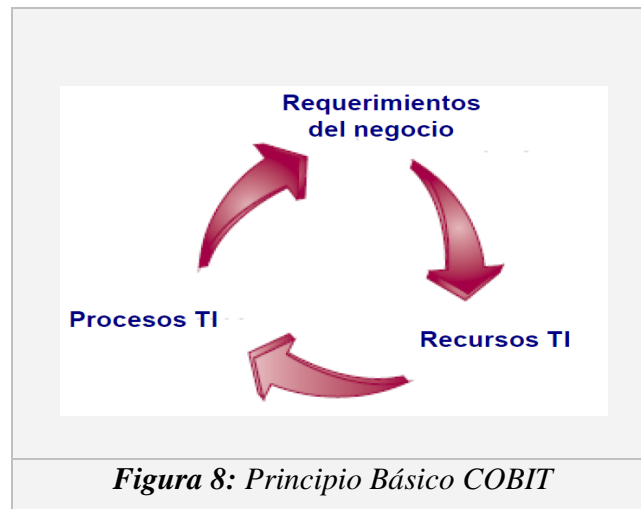 Requerimientos
del negocio
Procesos TI
Recursos TI
Figura 8: Principio Básico COBIT